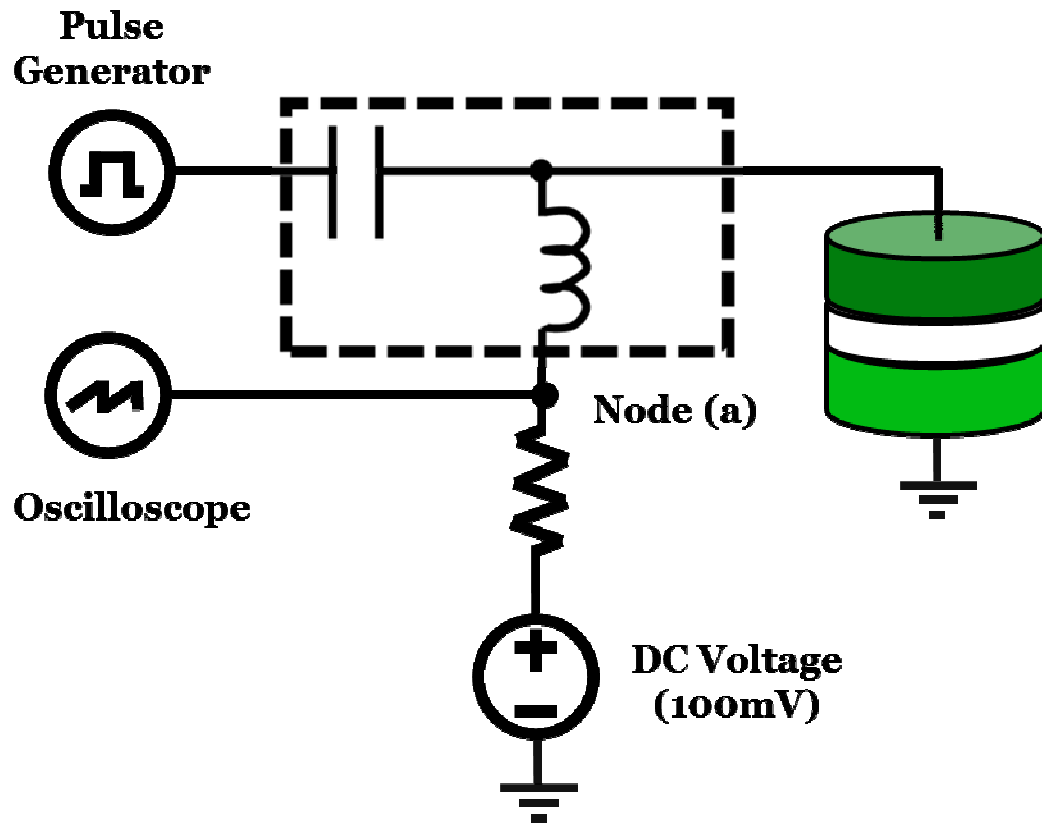 Pulse
Generator
Node (a)
Oscilloscope
DC Voltage
(100mV)